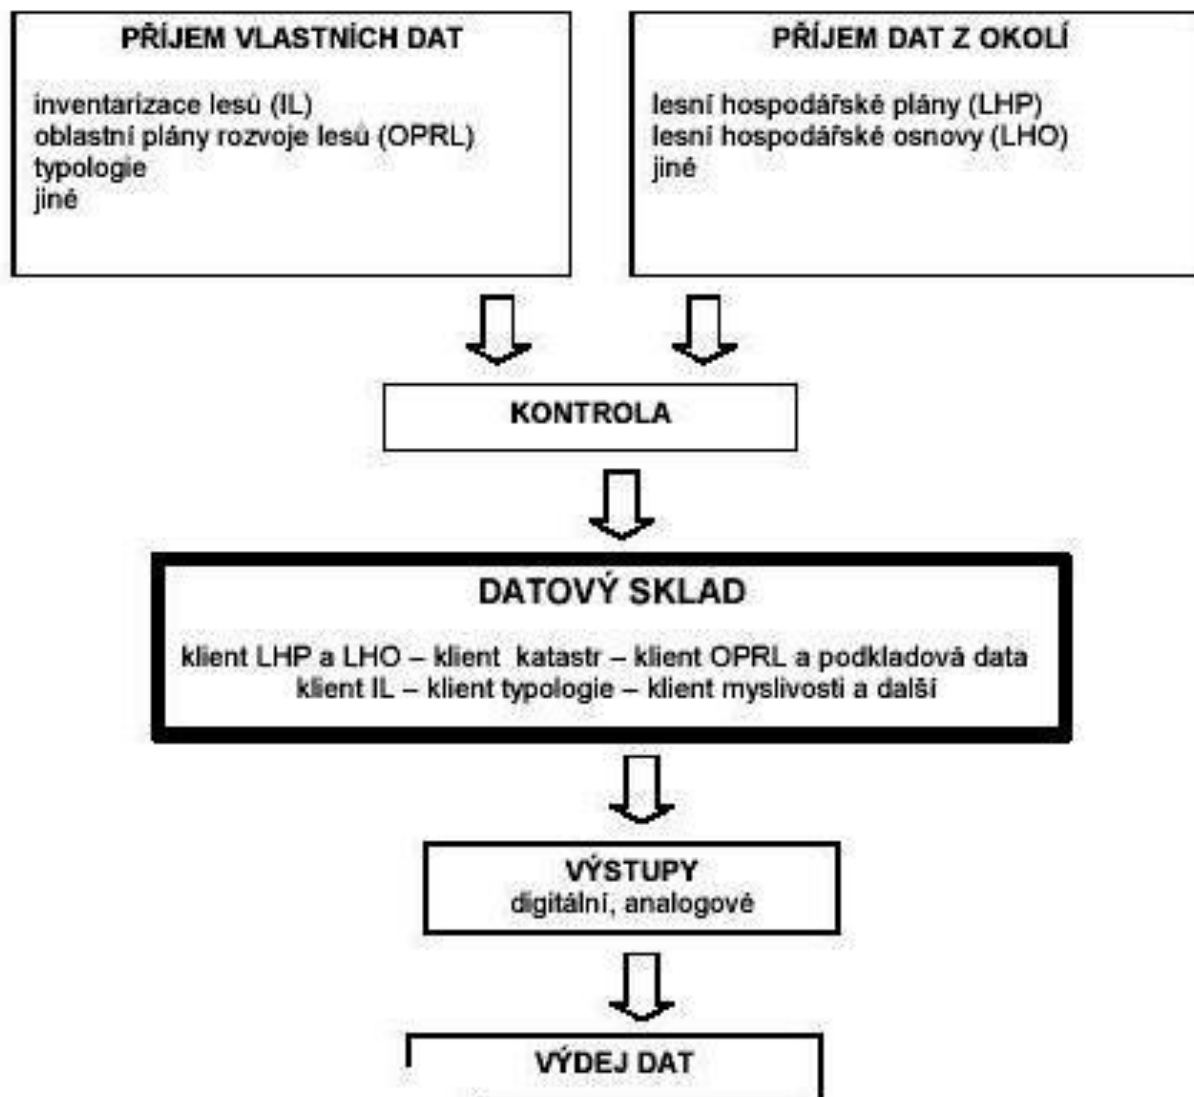 PŘÍJEM VLASTNÍCH DAT
inventarizace lesů (IL)
oblastní plány rozvoje lesů (OPRL)
typologie
jiné
PŘÍJEM DAT Z OKOLÍ
lesní hospodářské plány (LHP)
lesní hospodářské osnovy (LHO)
jiné
KONTROLA
DATOVÝ SKLAD
klient LHP a LHO – klient katastr – klient OPRL a podkladová data
klient IL – klient typologie – klient myslivosti a další
VÝSTUPY
digitální, analogové
VÝDEJ DAT